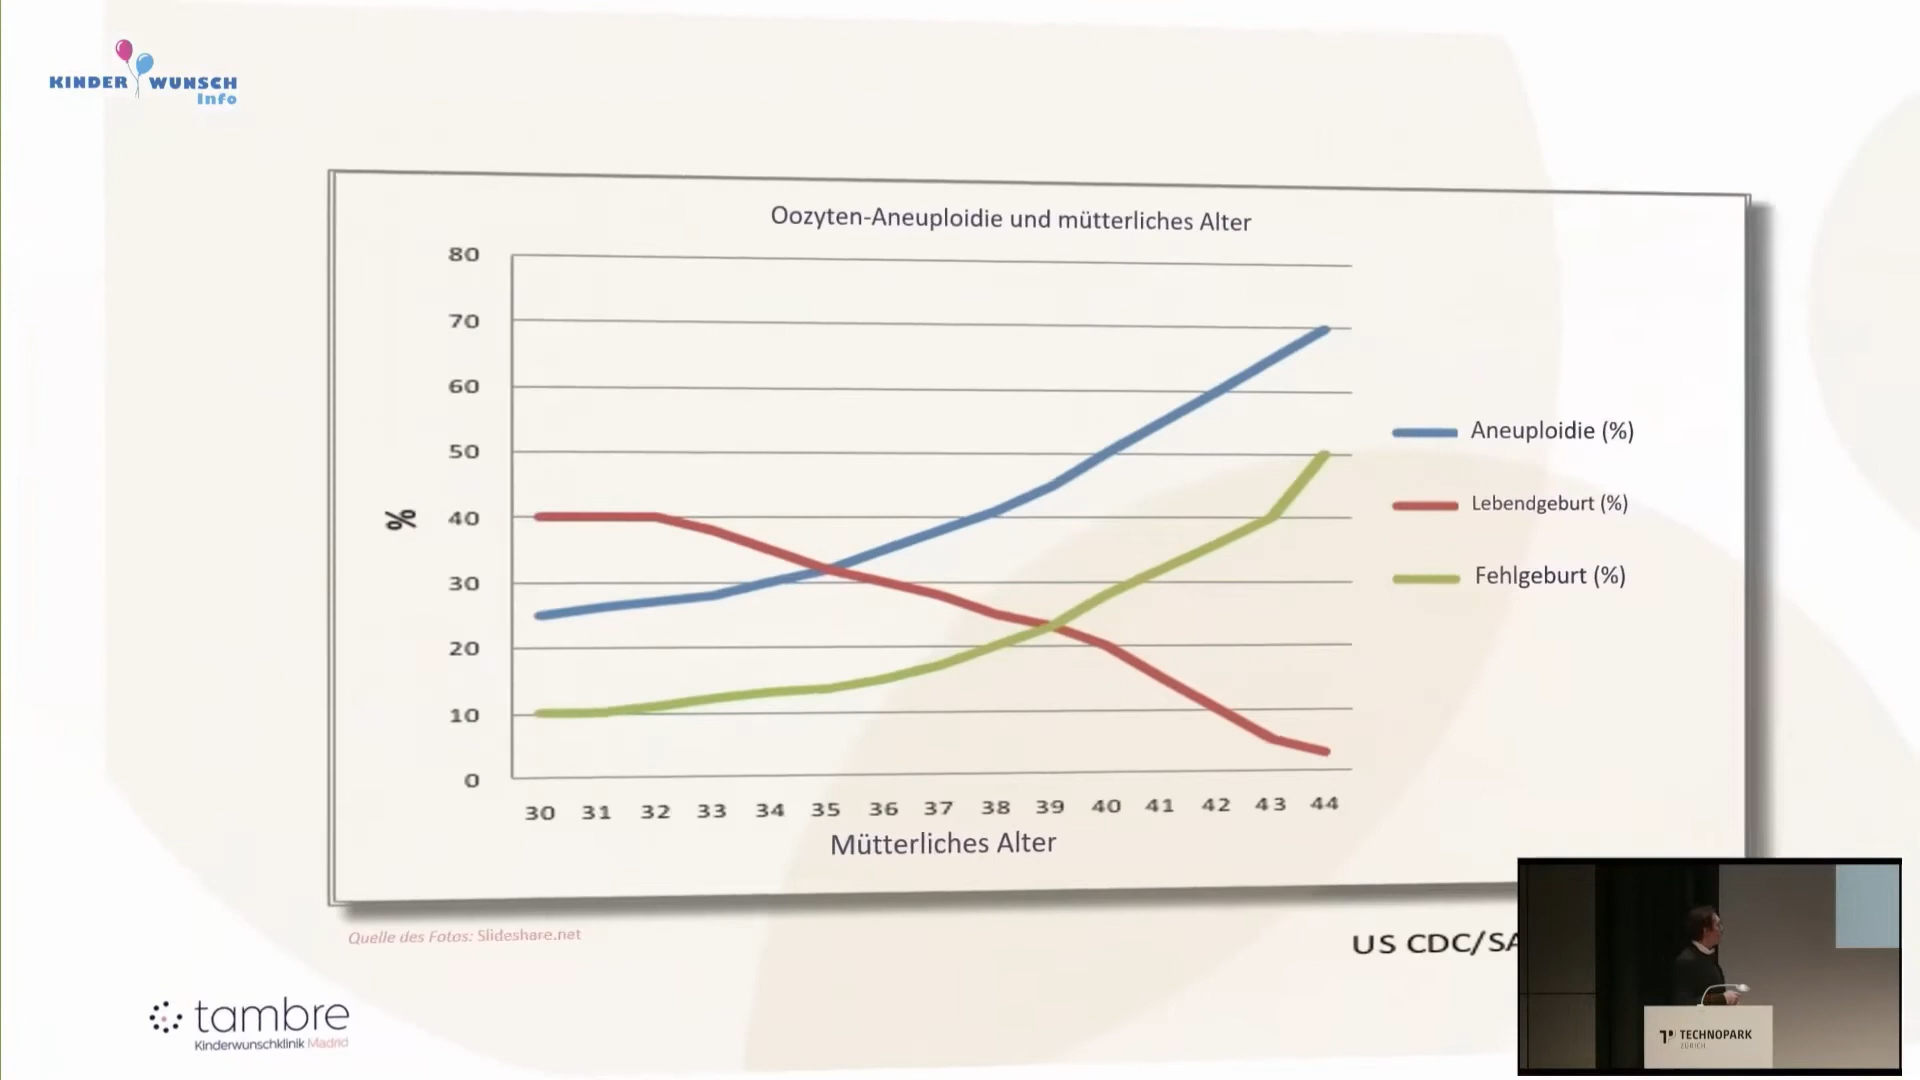 KINDER WUNSCH
Info
Oozyten-Aneuploidie und mütterliches Alter
80
70
60
50
40
30
20
10
0
%
30 31 32 33 34 35 36 37 38 39 40 41 42 43 44
Mütterliches Alter
Aneuploidie (%)
Lebendgeburt (%)
Fehlgeburt (%)
Quelle des Fotos: Slideshare.net
US CDC/SA
tambre
Kinderwunschklinik Madrid
TECHNOPARK
ZÜRICH